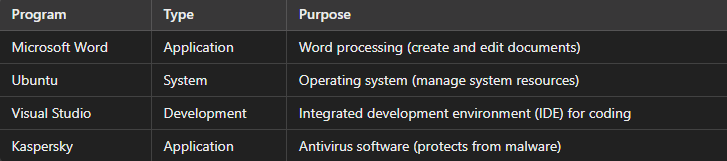 Program Type Purpose
Microsoft Word Application Word processing (create and edit documents)
Ubuntu System Operating system (manage system resources)
Visual Studio Development Integrated development environment (IDE) for coding
Kaspersky Application Antivirus software (protects from malware)